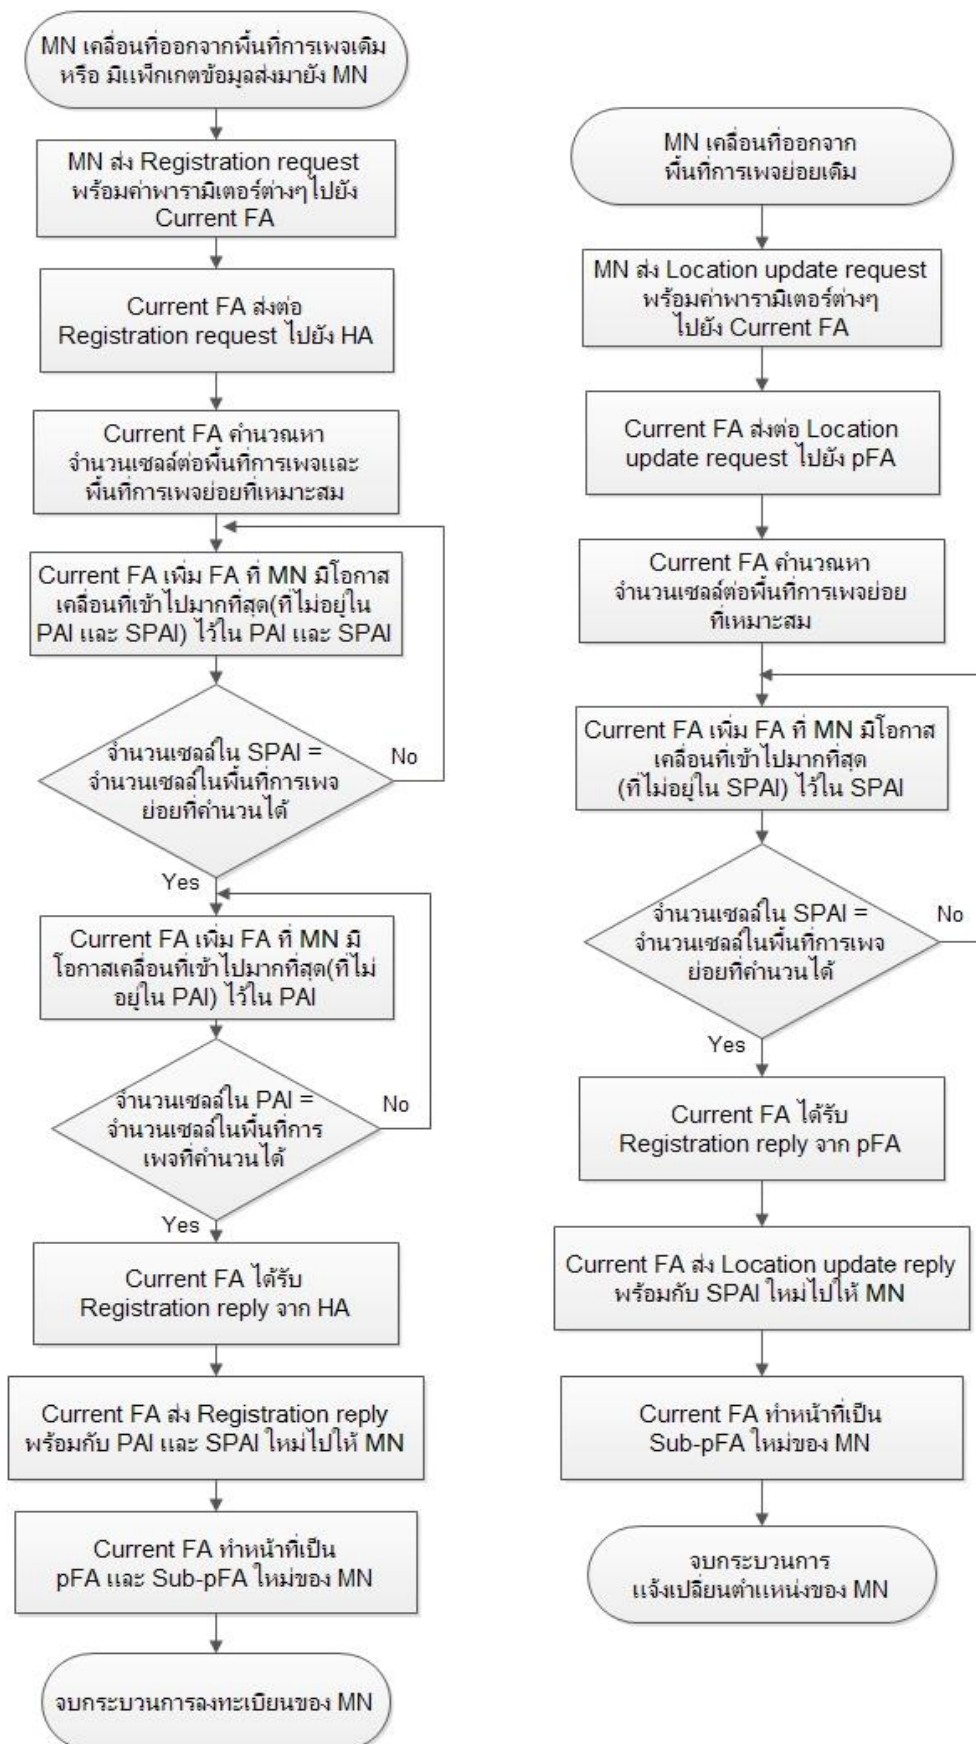 MN เคลื่อนที่ออกจากพื้นที่การเพจเดิม
หรือ มีแพ็กเกตข้อมูลส่งมายัง MN
MN ส่ง Registration request
พร้อมค่าพารามิเตอร์ต่างๆไปยัง
Current FA
Current FA ส่งต่อ
Registration request ไปยัง HA
Current FA คำนวณหา
จำนวนเซลล์ต่อพื้นที่การเพจและ
พื้นที่การเพจย่อยที่เหมาะสม
Current FA เพิ่ม FA ที่ MN มีโอกาส
เคลื่อนที่เข้าไปมากที่สุด(ที่ไม่อยู่ใน
PAI และ SPAI) ไว้ใน PAI และ SPAI
จำนวนเซลล์ใน SPAI =
จำนวนเซลล์ในพื้นที่การเพจ
ย่อยที่คำนวณได้
No
Yes
Current FA เพิ่ม FA ที่ MN มี
โอกาสเคลื่อนที่เข้าไปมากที่สุด(ที่ไม่
อยู่ใน PAI) ไว้ใน PAI
จำนวนเซลล์ใน PAI =
จำนวนเซลล์ในพื้นที่การ
เพจที่คำนวณได้
No
Yes
Current FA ได้รับ
Registration reply จาก HA
Current FA ส่ง Registration reply
พร้อมกับ PAI และ SPAI ใหม่ไปให้ MN
Current FA ทำหน้าที่เป็น
pFA และ Sub-pFA ใหม่ของ MN
จบกระบวนการลงทะเบียนของ MN
MN เคลื่อนที่ออกจาก
พื้นที่การเพจย่อยเดิม
MN ส่ง Location update request
พร้อมค่าพารามิเตอร์ต่างๆ
ไปยัง Current FA
Current FA ส่งต่อ Location
update request ไปยัง pFA
Current FA คำนวณหา
จำนวนเซลล์ต่อพื้นที่การเพจย่อย
ที่เหมาะสม
Current FA เพิ่ม FA ที่ MN มีโอกาส
เคลื่อนที่เข้าไปมากที่สุด
(ที่ไม่อยู่ใน SPAI) ไว้ใน SPAI
จำนวนเซลล์ใน SPAI =
จำนวนเซลล์ในพื้นที่การเพจ
ย่อยที่คำนวณได้
No
Yes
Current FA ได้รับ
Registration reply จาก pFA
Current FA ส่ง Location update reply
พร้อมกับ SPAI ใหม่ไปให้ MN
Current FA ทำหน้าที่เป็น
Sub-pFA ใหม่ของ MN
จบกระบวนการ
แจ้งเปลี่ยนตำแหน่งของ MN